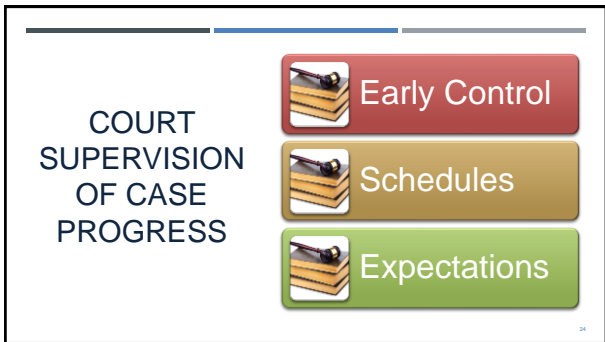 COURT
SUPERVISION
OF CASE
PROGRESS
Early Control
Schedules
Expectations
24